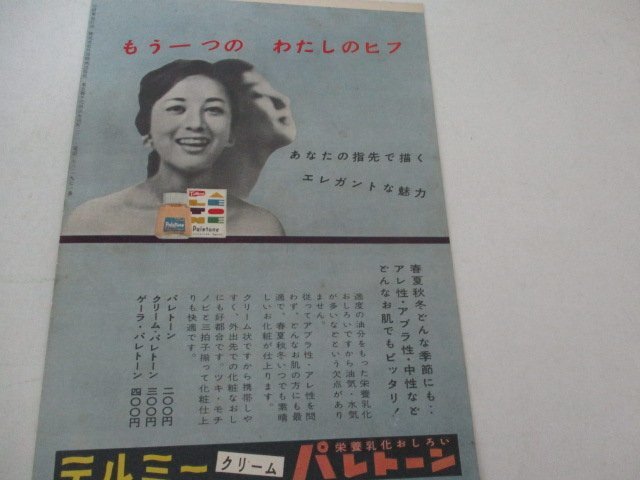 もう一つの わたしのヒフ
あなたの指先で描く
エレガントな魅力
Paletone
Paletone
春夏秋冬どんな季節にも‥
アレ性・アブラ性・中性など
どんなお肌でもピッタリ！
適度の油分をもった栄養乳化
おしろいですから油気・水気
が多いなどという欠点があり
ません。
従ってアブラ性・アレ性を問
わず、どんなお肌の方にも最
適で、春夏秋冬いつでも素晴
しいお化粧が仕上ります。
クリーム状ですから携帯しや
すく、外出先での化粧なおし
にも好都合です。ツキ・モチ
ノビと三拍子揃って化粧仕上
りも快適です。
パレトーン 二〇〇円
クリーム・パレトーン 三〇〇円
ゲーラ・パレトーン 四〇〇円
テルミー
クリーム
栄養乳化おしろい
パレトーン